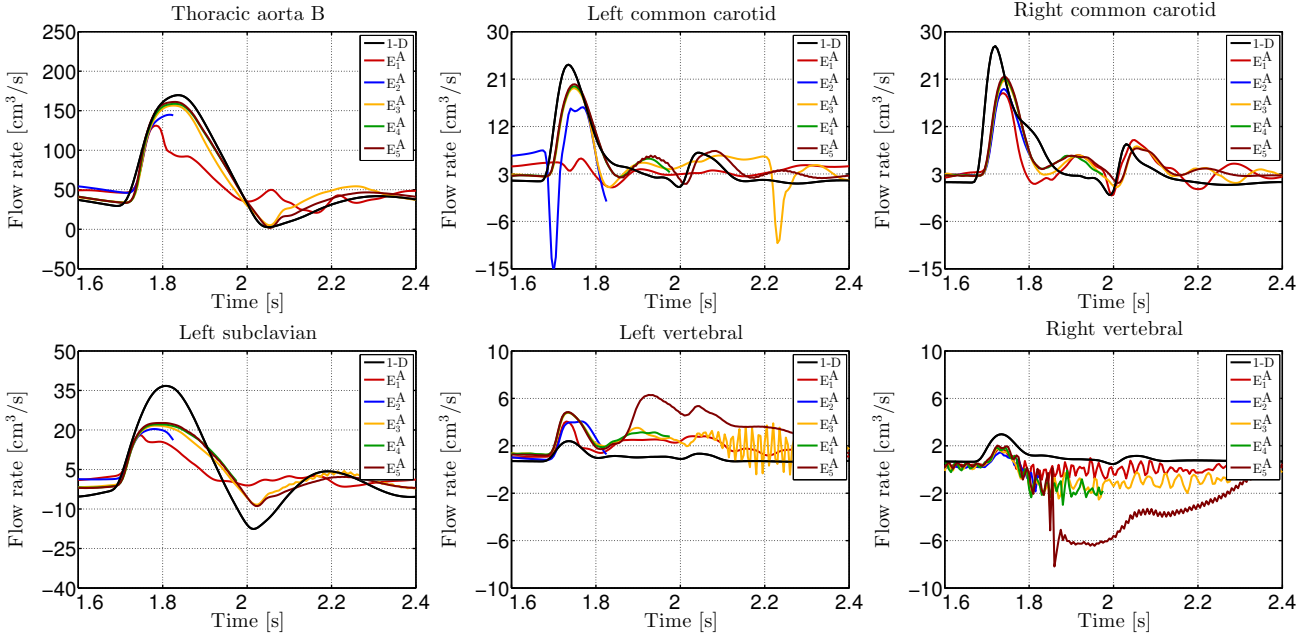 Thoracic aorta B
Flow rate [cm³/s]
250
200
150
100
50
0
−50
1.6
1.8
2
2.2
2.4
Time [s]
1-D
E₁ᴬ
E₂ᴬ
E₃ᴬ
E₄ᴬ
E₅ᴬ
Left common carotid
Flow rate [cm³/s]
30
21
12
3
−6
−15
1.6
1.8
2
2.2
2.4
Time [s]
1-D
E₁ᴬ
E₂ᴬ
E₃ᴬ
E₄ᴬ
E₅ᴬ
Right common carotid
Flow rate [cm³/s]
30
21
12
3
−6
−15
1.6
1.8
2
2.2
2.4
Time [s]
1-D
E₁ᴬ
E₂ᴬ
E₃ᴬ
E₄ᴬ
E₅ᴬ
Left subclavian
Flow rate [cm³/s]
50
35
20
5
−10
−25
−40
1.6
1.8
2
2.2
2.4
Time [s]
1-D
E₁ᴬ
E₂ᴬ
E₃ᴬ
E₄ᴬ
E₅ᴬ
Left vertebral
Flow rate [cm³/s]
10
6
2
−2
−6
−10
1.6
1.8
2
2.2
2.4
Time [s]
1-D
E₁ᴬ
E₂ᴬ
E₃ᴬ
E₄ᴬ
E₅ᴬ
Right vertebral
Flow rate [cm³/s]
10
6
2
−2
−6
−10
1.6
1.8
2
2.2
2.4
Time [s]
1-D
E₁ᴬ
E₂ᴬ
E₃ᴬ
E₄ᴬ
E₅ᴬ